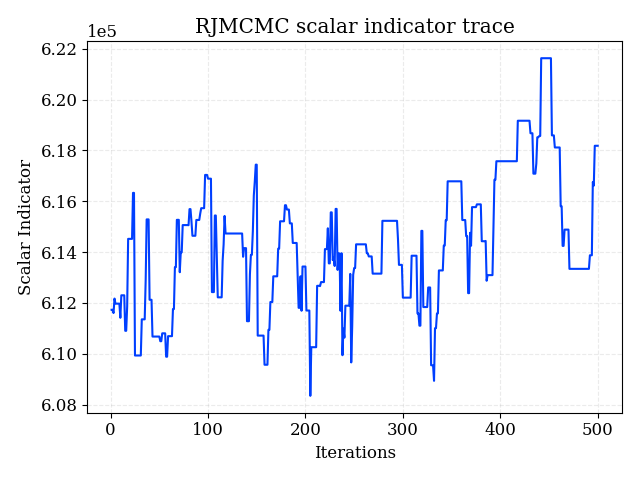 RJMCMC scalar indicator trace
1e5
6.22
6.20
6.18
6.16
6.14
6.12
6.10
6.08
Scalar Indicator
0 100 200 300 400 500
Iterations